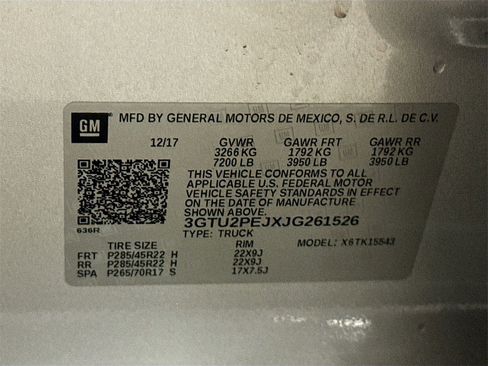 GM MFD BY GENERAL MOTORS DE MEXICO, S. DE R.L. DE C.V.
12/17 GVWR GAWR FRT GAWR RR
3266 KG 1792 KG 1792 KG
7200 LB 3950 LB 3950 LB
THIS VEHICLE CONFORMS TO ALL
APPLICABLE U.S. FEDERAL MOTOR
VEHICLE SAFETY STANDARDS IN EFFECT
ON THE DATE OF MANUFACTURE
SHOWN ABOVE.
3GTU2PEJXJG261526
636R TYPE: TRUCK
TIRE SIZE RIM MODEL: X6TK15543
FRT P285/45R22 H 22X9J
RR P285/45R22 H 22X9J
SPA P265/70R17 S 17X7.5J